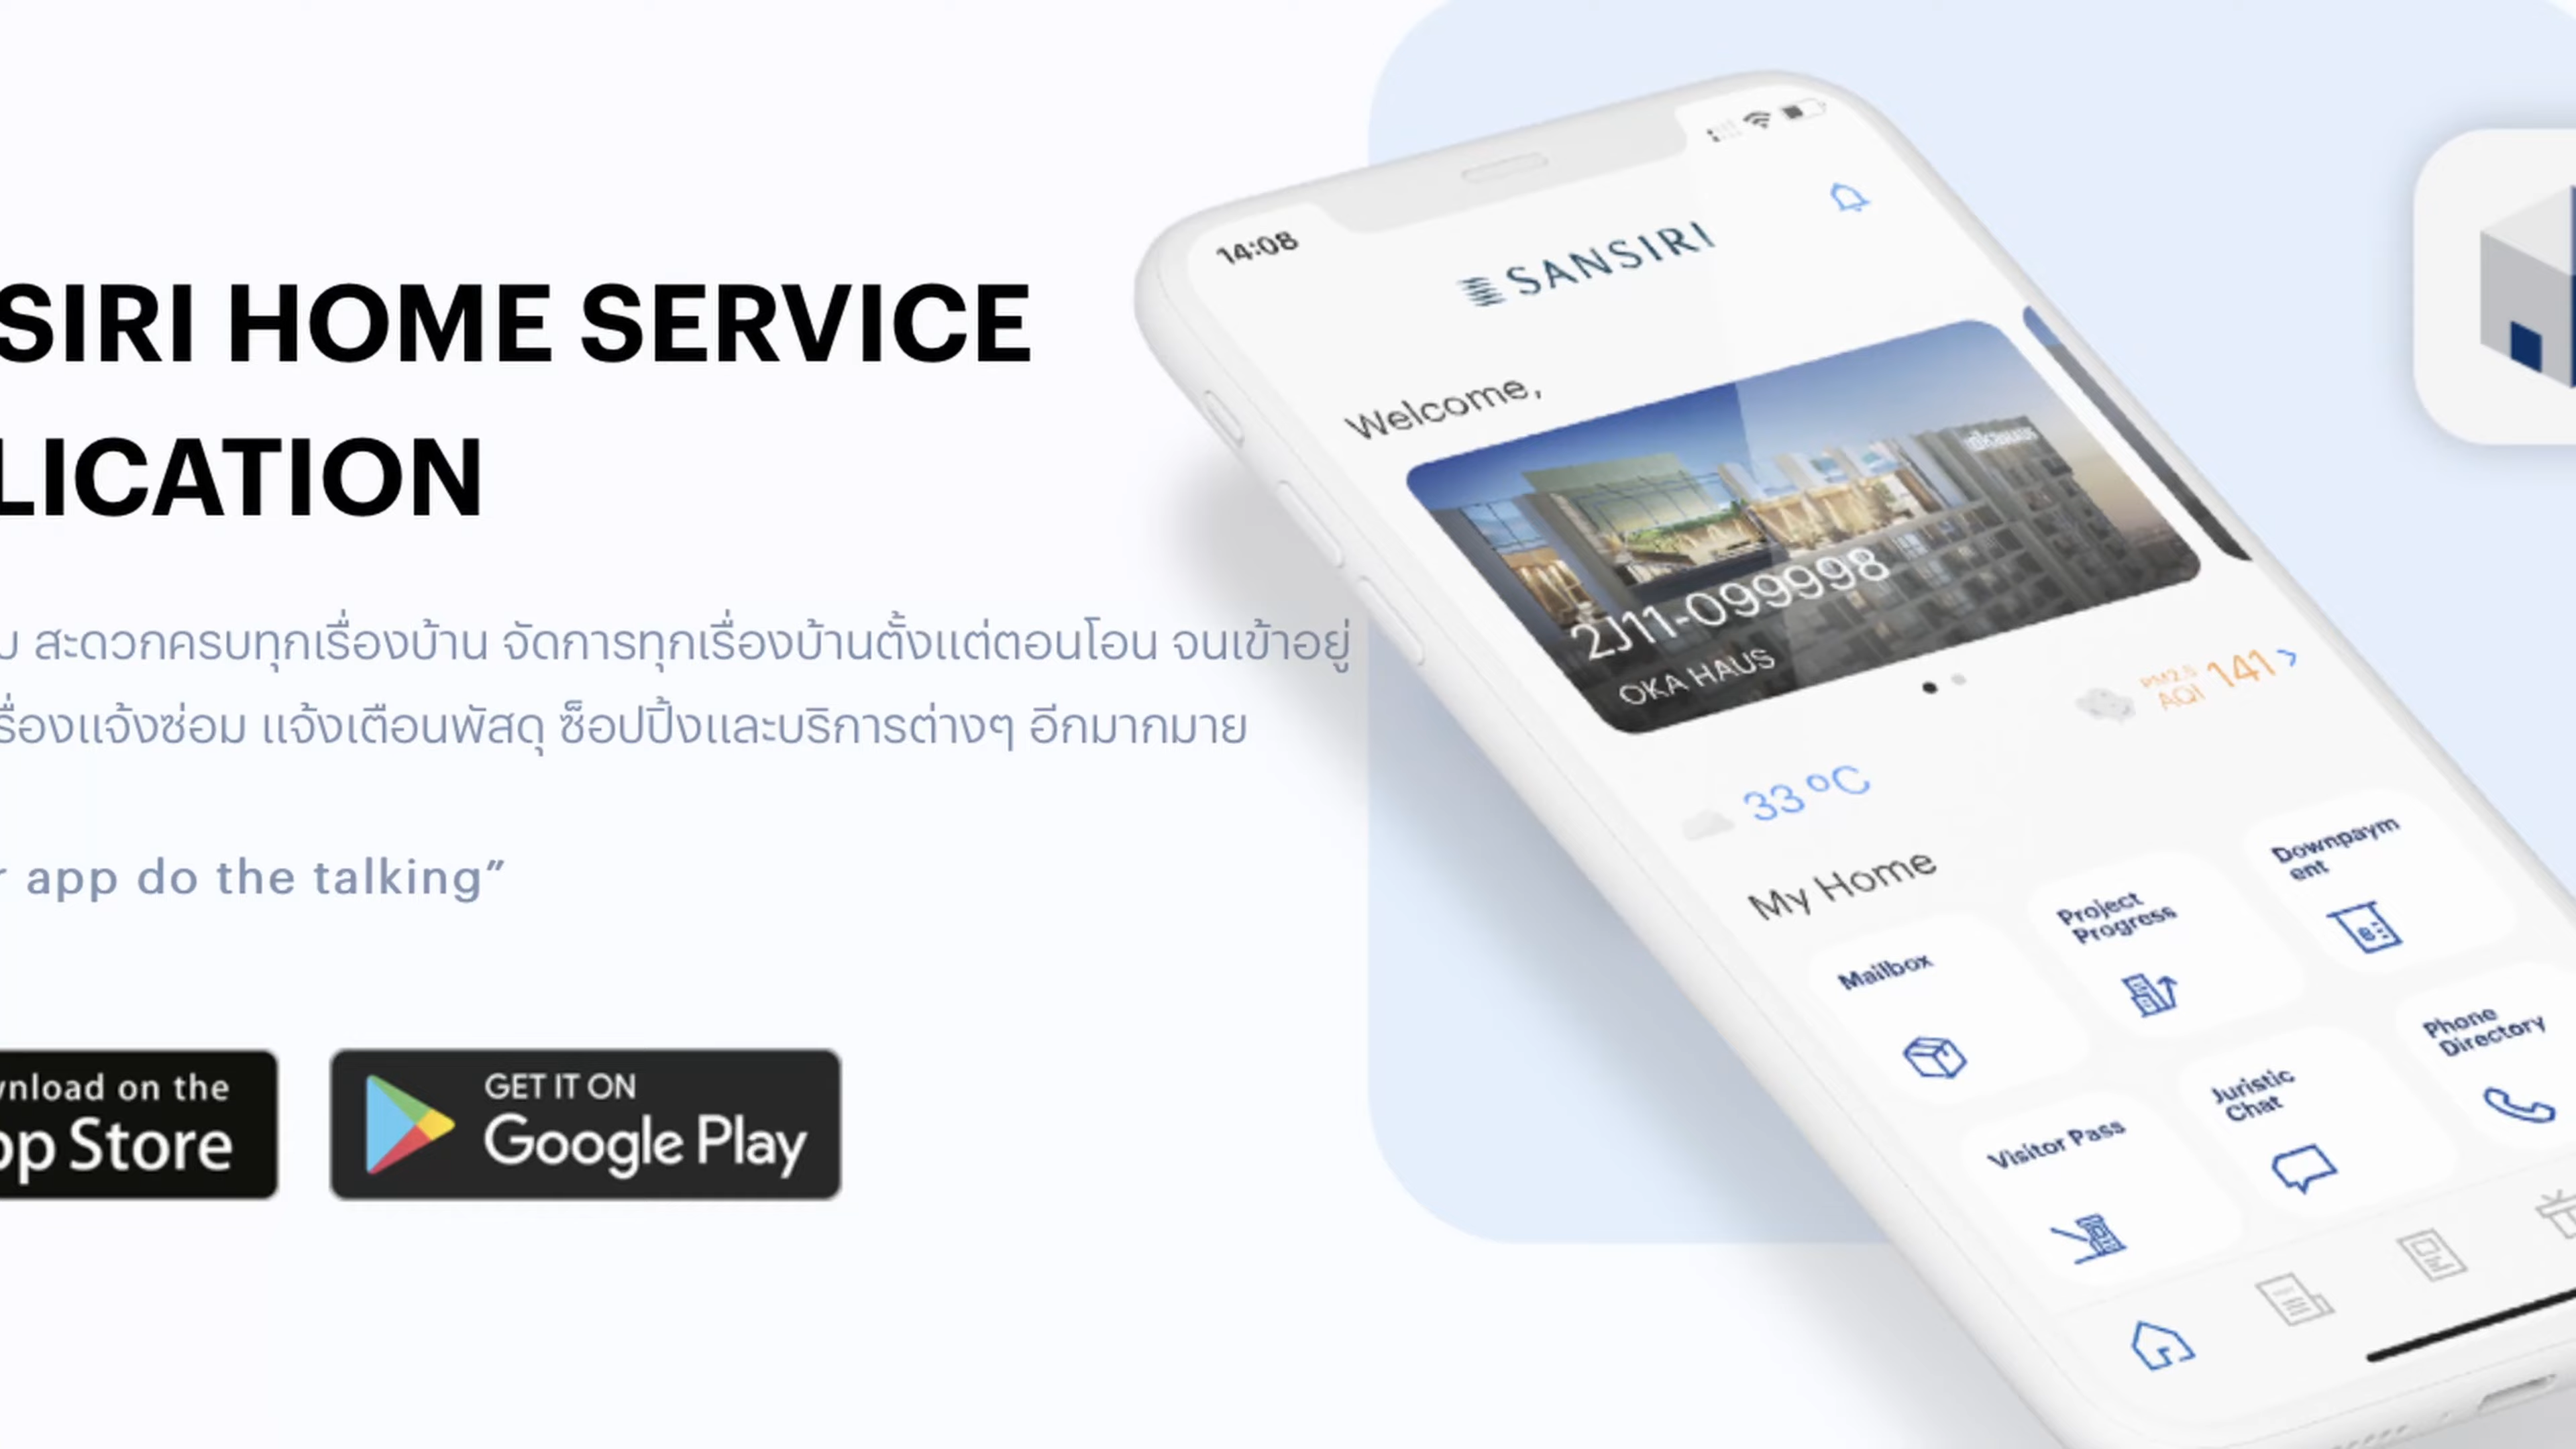 SIRI HOME SERVICE
LICATION
สะดวกครบทุกเรื่องบ้าน จัดการทุกเรื่องบ้านตั้งแต่ตอนโอน จนเข้าอยู่
รื่องแจ้งซ่อม แจ้งเตือนพัสดุ ช็อปปิ้งและบริการต่างๆ อีกมากมาย
r app do the talking”
wnload on the
pp Store
GET IT ON
Google Play
14:08
SANSIRI
Welcome,
2J11-099998
OKA HAUS
PM2.5
AQI 141
33 °C
My Home
Mailbox
Project
Progress
Downpaym
ent
Visitor Pass
Juristic
Chat
Phone
Directory